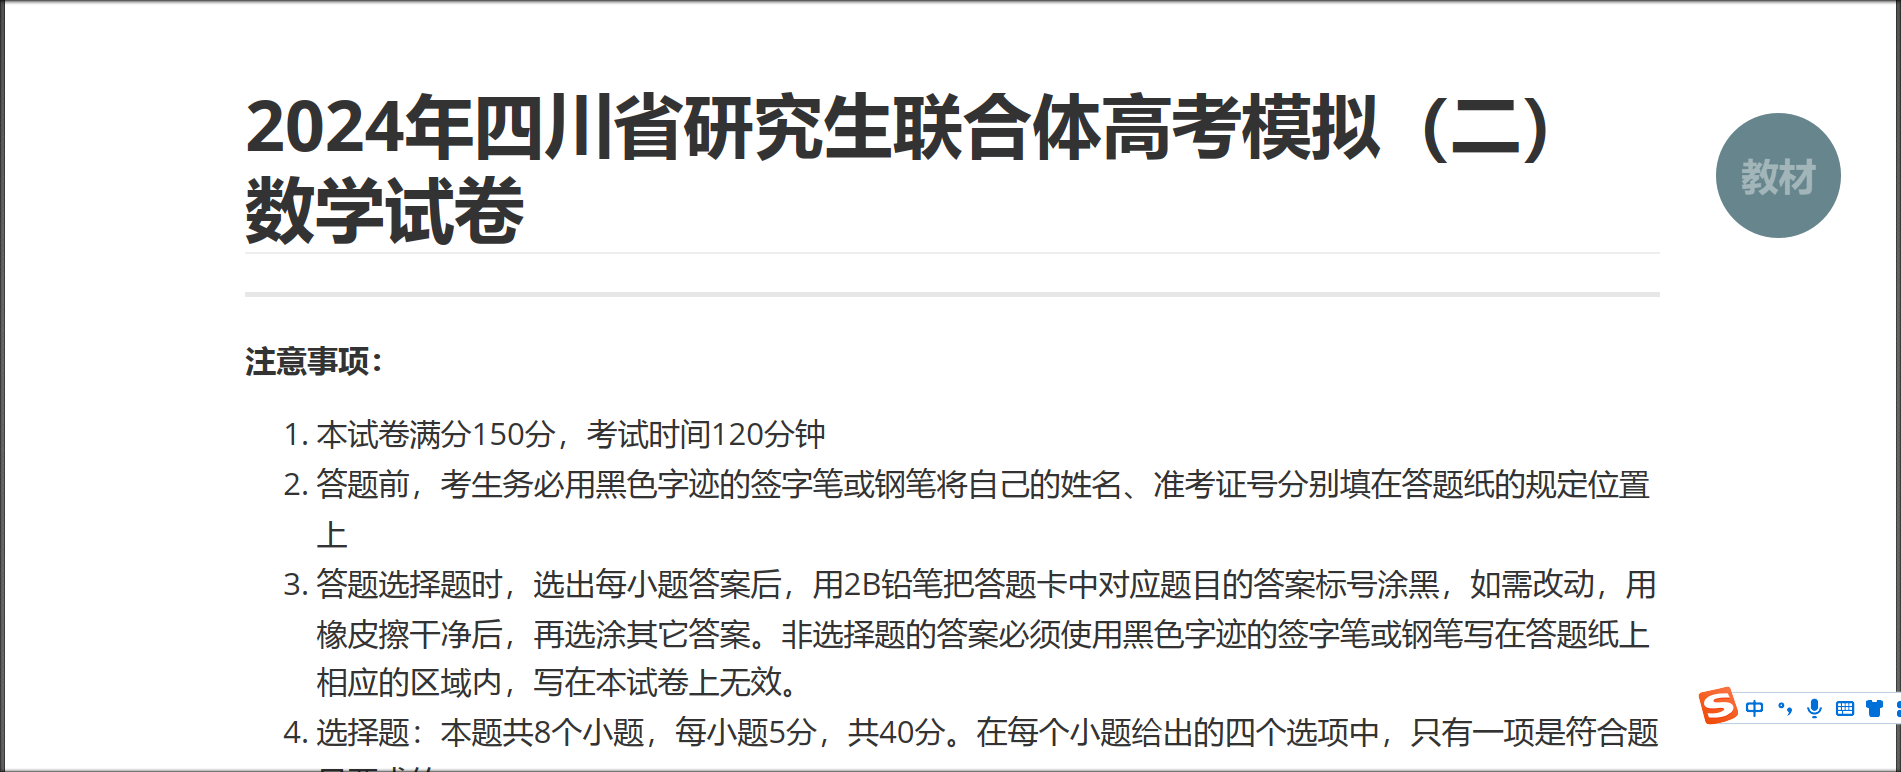 2024年四川省研究生联合体高考模拟（二）
数学试卷
教材
注意事项：
1. 本试卷满分150分，考试时间120分钟
2. 答题前，考生务必用黑色字迹的签字笔或钢笔将自己的姓名、准考证号分别填在答题纸的规定位置
上
3. 答题选择题时，选出每小题答案后，用2B铅笔把答题卡中对应题目的答案标号涂黑，如需改动，用
橡皮擦干净后，再选涂其它答案。非选择题的答案必须使用黑色字迹的签字笔或钢笔写在答题纸上
相应的区域内，写在本试卷上无效。
中
4. 选择题：本题共8个小题，每小题5分，共40分。在每个小题给出的四个选项中，只有一项是符合题